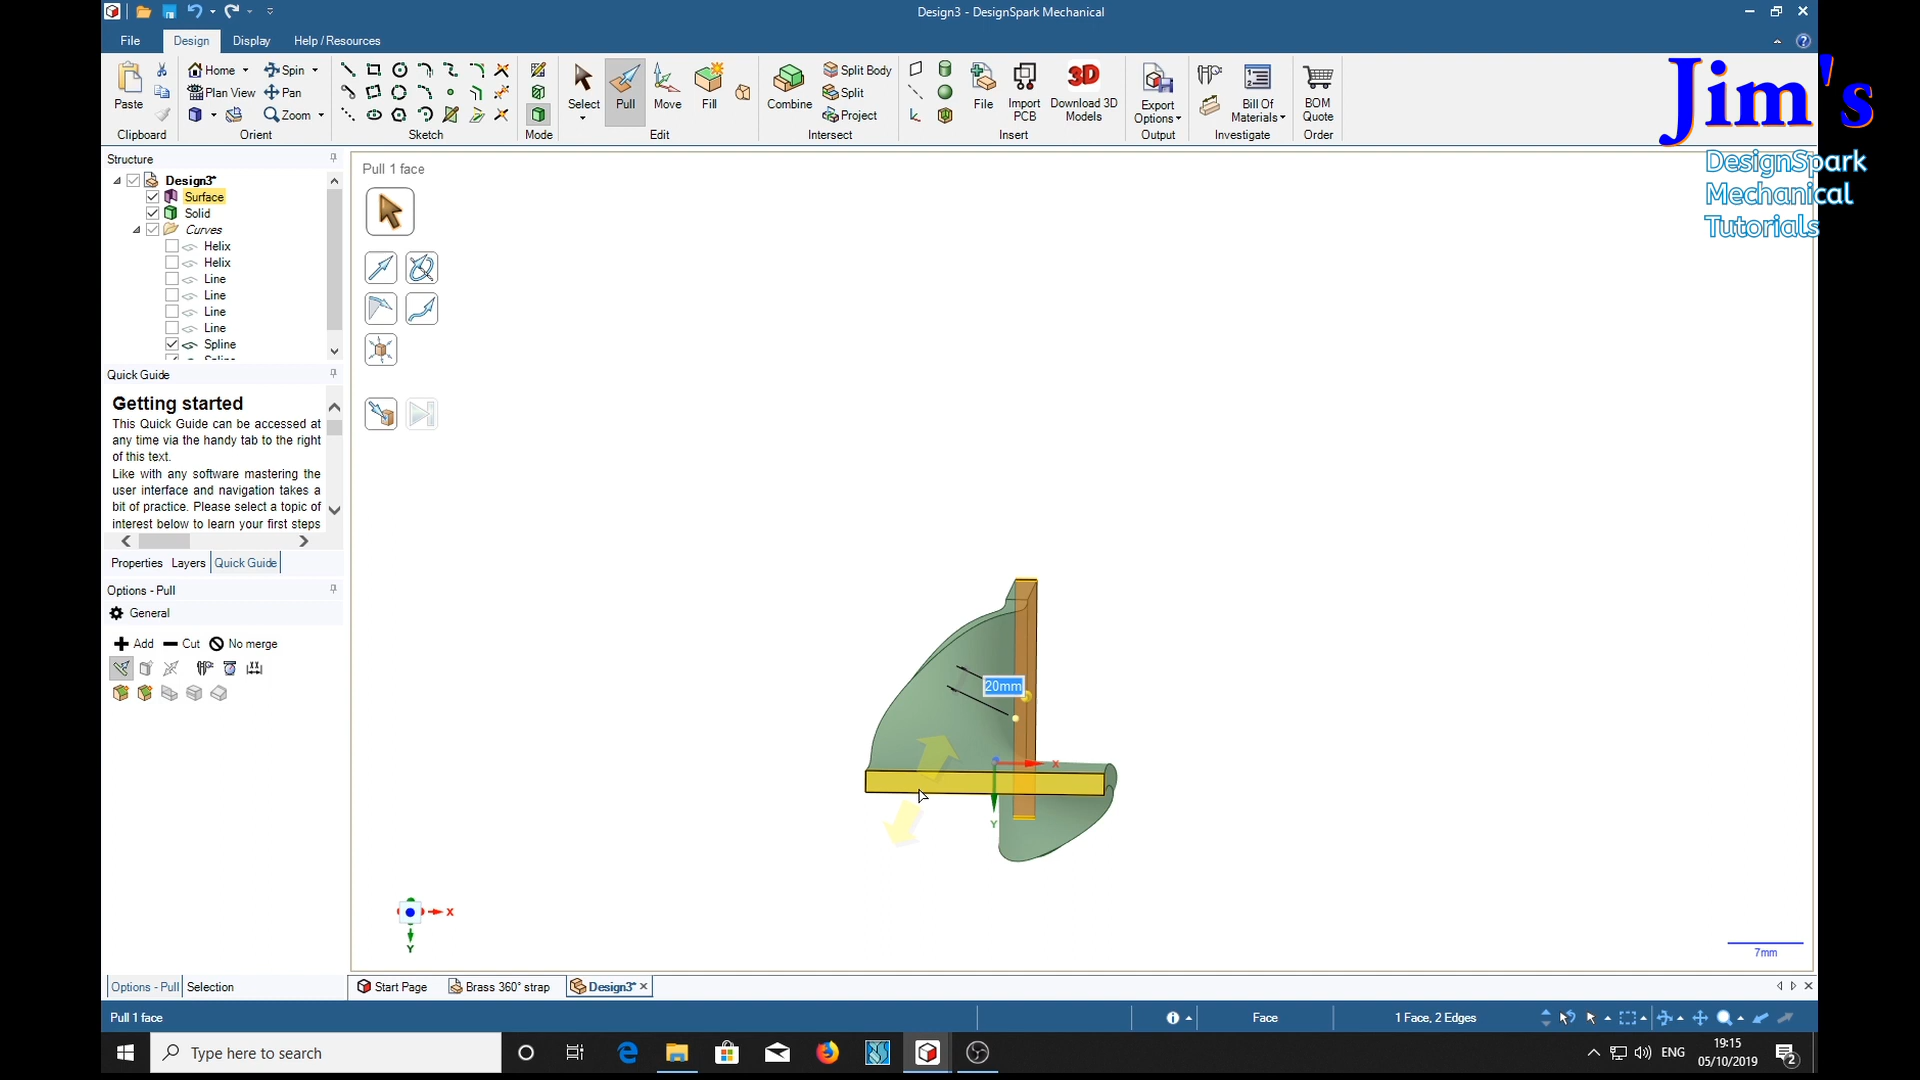 Design3 - DesignSpark Mechanical
File
Design
Display
Help / Resources
Paste
Home
Spin
Plan View
Pan
Zoom
Select
Pull
Move
Fill
Combine
Split Body
Split
Project
File
Import PCB
3D
Download 3D Models
Export Options
Bill Of Materials
BOM Quote
Clipboard
Orient
Sketch
Mode
Edit
Intersect
Insert
Output
Investigate
Order
Jim's
DesignSpark
Mechanical
Tutorials
Structure
Design3*
Surface
Solid
Curves
Helix
Helix
Line
Line
Line
Line
Spline
Quick Guide
Getting started
This Quick Guide can be accessed at
any time via the handy tab to the right
of this text.
Like with any software mastering the
user interface and navigation takes a
bit of practice. Please select a topic of
interest below to learn your first steps
Properties
Layers
Quick Guide
Options - Pull
General
Add
Cut
No merge
Pull 1 face
20mm
X
Y
X
Y
7mm
Options - Pull
Selection
Start Page
Brass 360° strap
Design3*
Pull 1 face
Face
1 Face, 2 Edges
Type here to search
ENG
19:15
05/10/2019
2